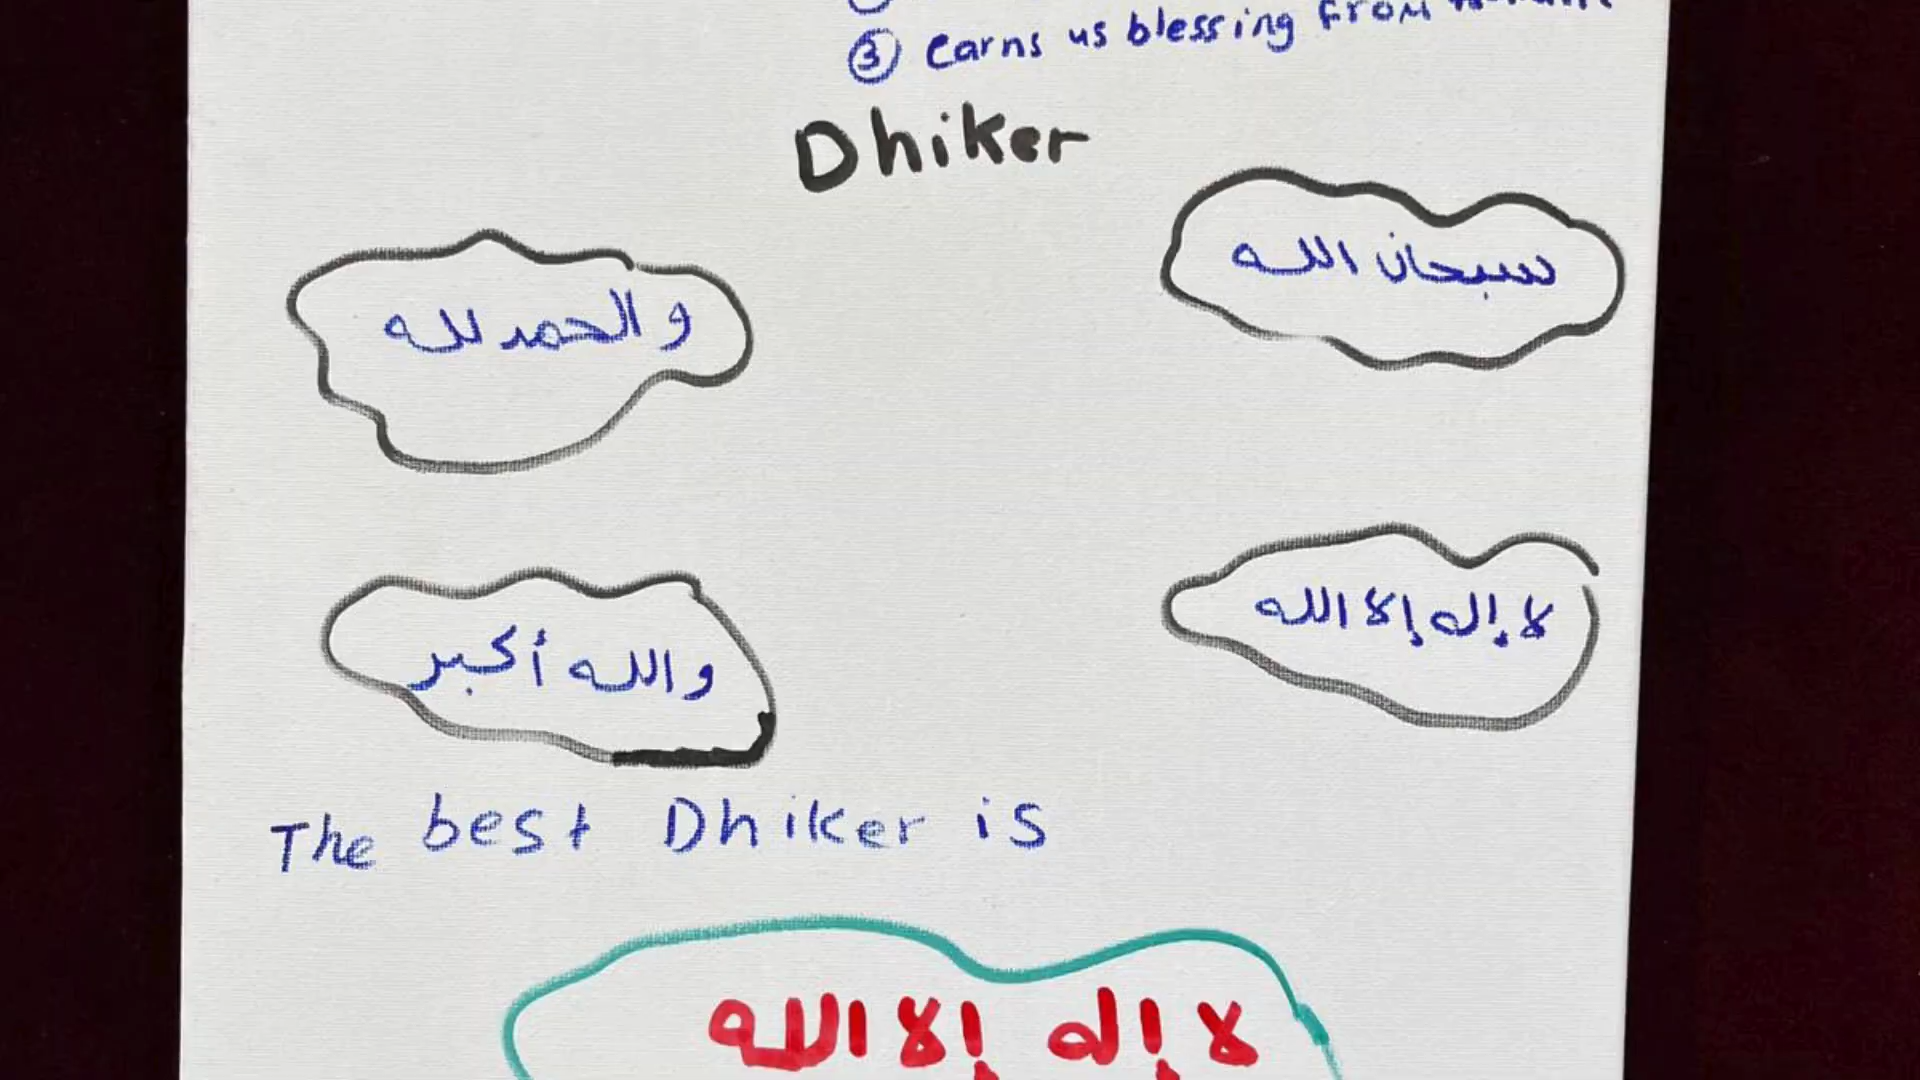 ③ earns us blessing from
Dhiker
سبحان الله
والحمد لله
لا إله إلا الله
والله أكبر
The best Dhiker is
لا إله إلا الله